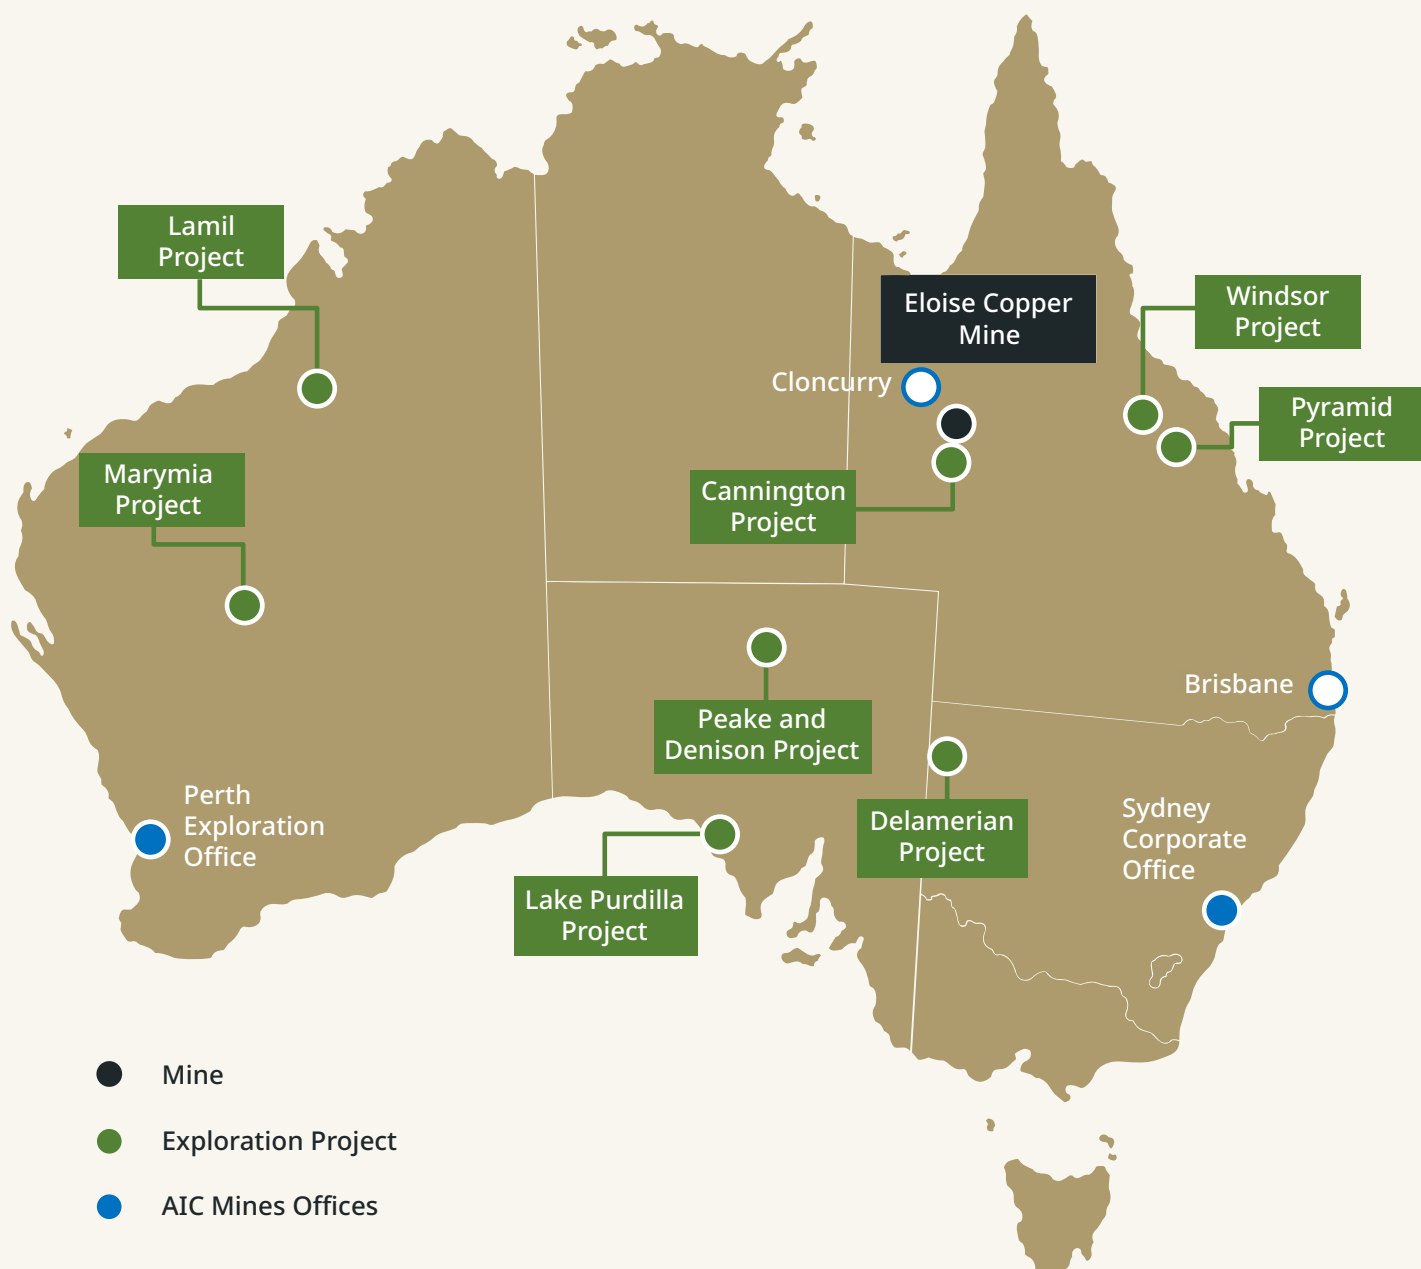 Lamil
Project
Eloise Copper
Mine
Windsor
Project
Cloncurry
Pyramid
Project
Marymia
Project
Cannington
Project
Brisbane
Peake and
Denison Project
Perth
Exploration
Office
Delamerian
Project
Sydney
Corporate
Office
Lake Purdilla
Project
Mine
Exploration Project
AIC Mines Offices